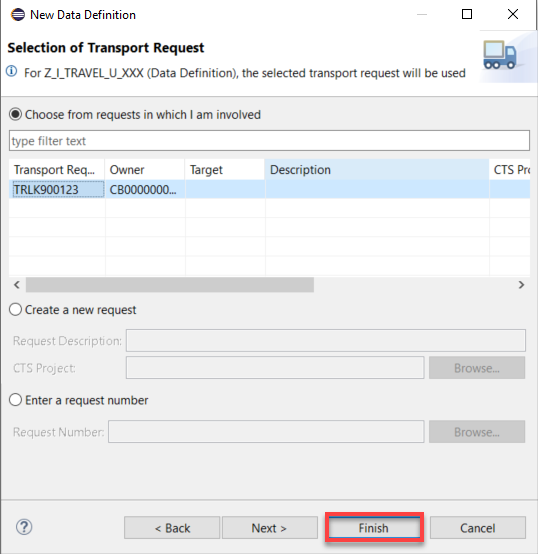 New Data Definition
Selection of Transport Request
For Z_I_TRAVEL_U_XXX (Data Definition), the selected transport request will be used
Choose from requests in which I am involved
type filter text
Transport Req... Owner Target Description CTS Pro
TRLK900123 CB0000000...
Create a new request
Request Description:
CTS Project: Browse...
Enter a request number
Request Number: Browse...
? < Back Next > Finish Cancel